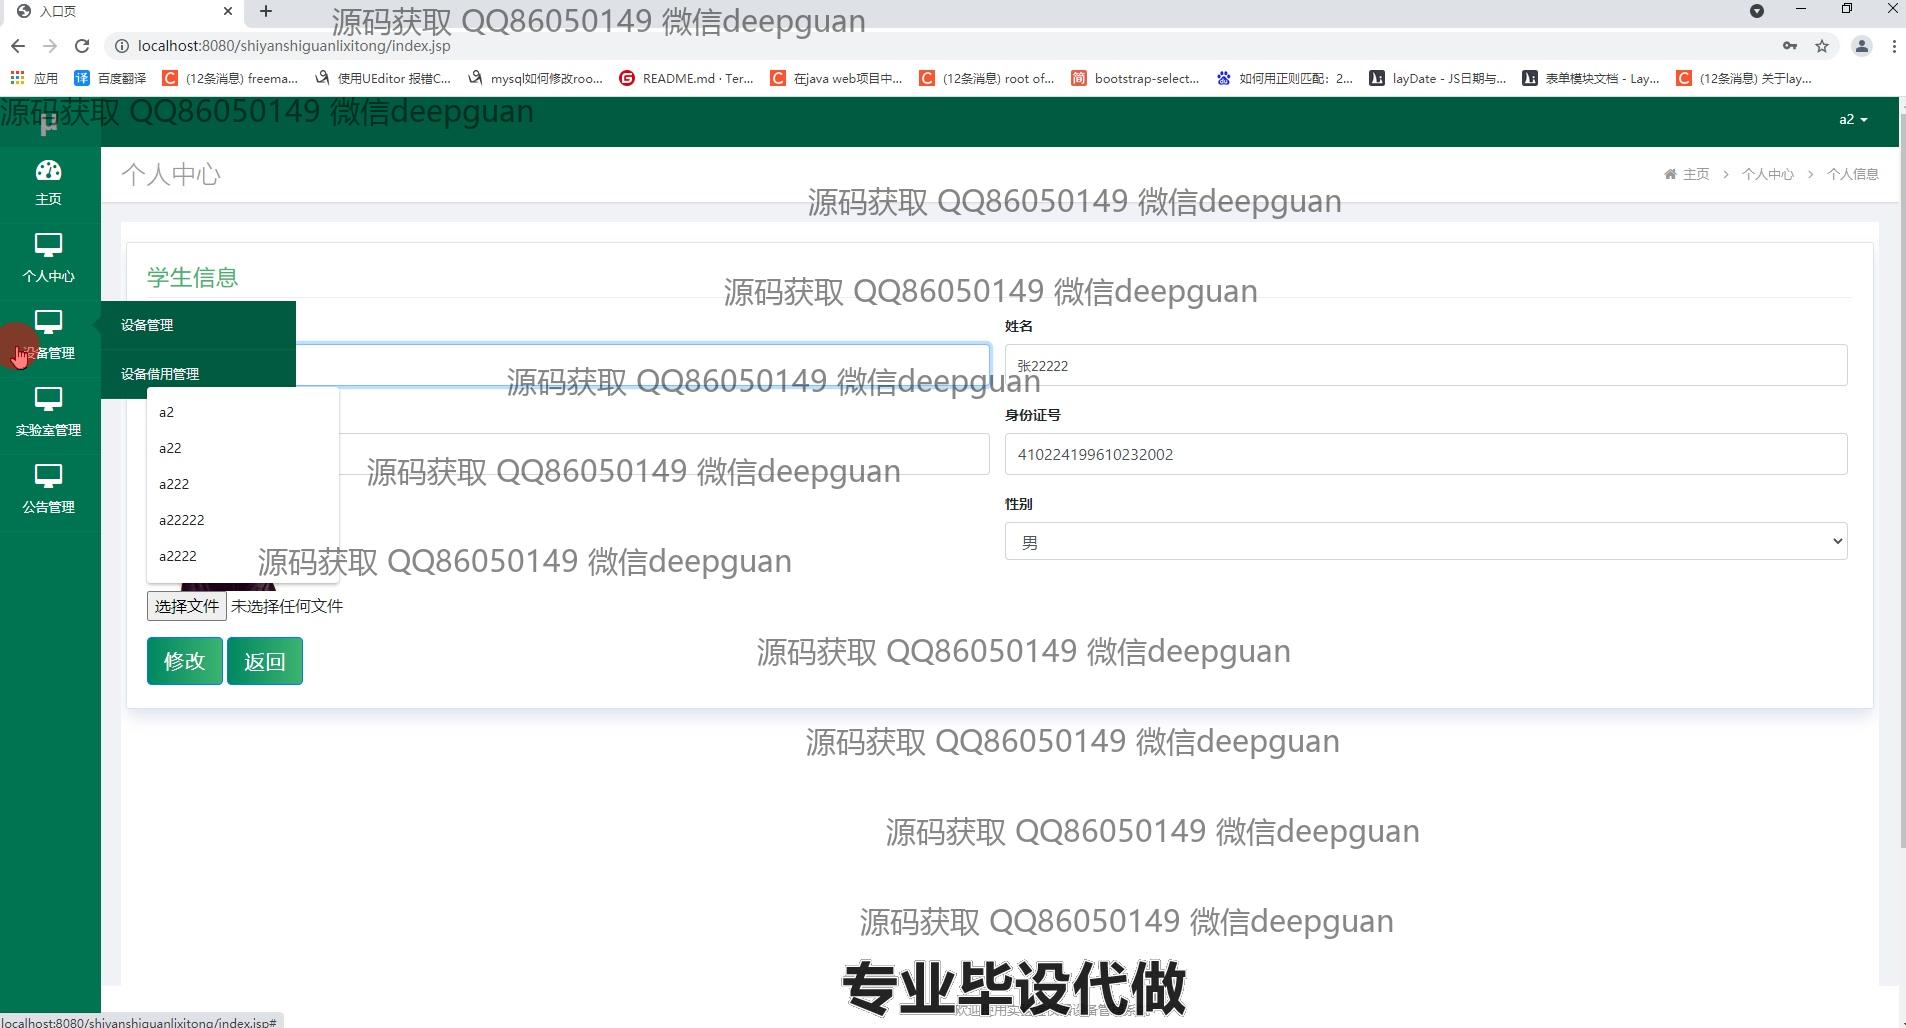 入口页
源码获取 QQ86050149 微信deepguan
localhost:8080/shiyanshiguanlixitong/index.jsp
应用
百度翻译
(12条消息) freema...
使用UEditor 报错C...
mysql如何修改roo...
README.md · Ter...
在java web项目中...
(12条消息) root of...
bootstrap-select...
如何用正则匹配：2...
layDate - JS日期与...
表单模块文档 - Lay...
(12条消息) 关于lay...
源码获取 QQ86050149 微信deepguan
μ
a2
主页
个人中心
主页 > 个人中心 > 个人信息
源码获取 QQ86050149 微信deepguan
个人中心
学生信息
源码获取 QQ86050149 微信deepguan
设备管理
设备管理
设备借用管理
姓名
张22222
源码获取 QQ86050149 微信deepguan
a2
a22
a222
a22222
a2222
身份证号
410224199610232002
实验室管理
源码获取 QQ86050149 微信deepguan
性别
男
公告管理
源码获取 QQ86050149 微信deepguan
选择文件 未选择任何文件
修改
返回
源码获取 QQ86050149 微信deepguan
源码获取 QQ86050149 微信deepguan
源码获取 QQ86050149 微信deepguan
源码获取 QQ86050149 微信deepguan
专业毕设代做
localhost:8080/shiyanshiguanlixitong/index.jsp#